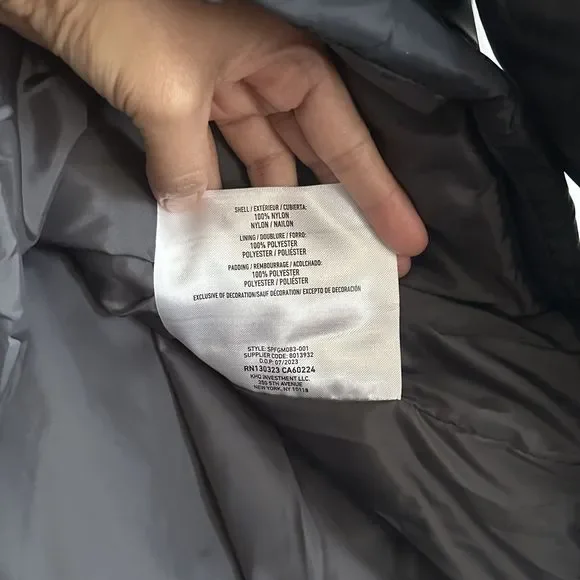 SHELL / EXTÉRIEUR / CUBIERTA:
100% NYLON
NYLON / NAILON
LINING / DOUBLURE / FORRO:
100% POLYESTER
POLYESTER / POLIÉSTER
PADDING / REMBOURRAGE / ACOLCHADO:
100% POLYESTER
POLYESTER / POLIÉSTER
EXCLUSIVE OF DECORATION/SAUF DÉCORATION/ EXCEPTO DE DECORACIÓN
STYLE: SPFGM083-001
SUPPLIER CODE: 8013932
D.O.P: 07/2023
RN130323 CA60224
KHQ INVESTMENT LLC.
350 5TH AVENUE
NEW YORK, NY 10118